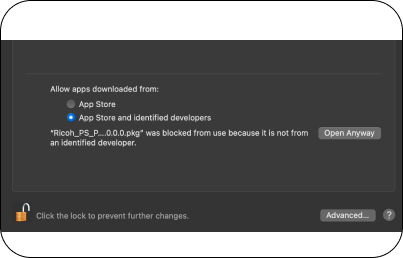 Allow apps downloaded from:
App Store
App Store and identified developers
"Ricoh_PS_P....0.0.0.pkg" was blocked from use because it is not from
an identified developer.
Open Anyway
Click the lock to prevent further changes.
Advanced...
?